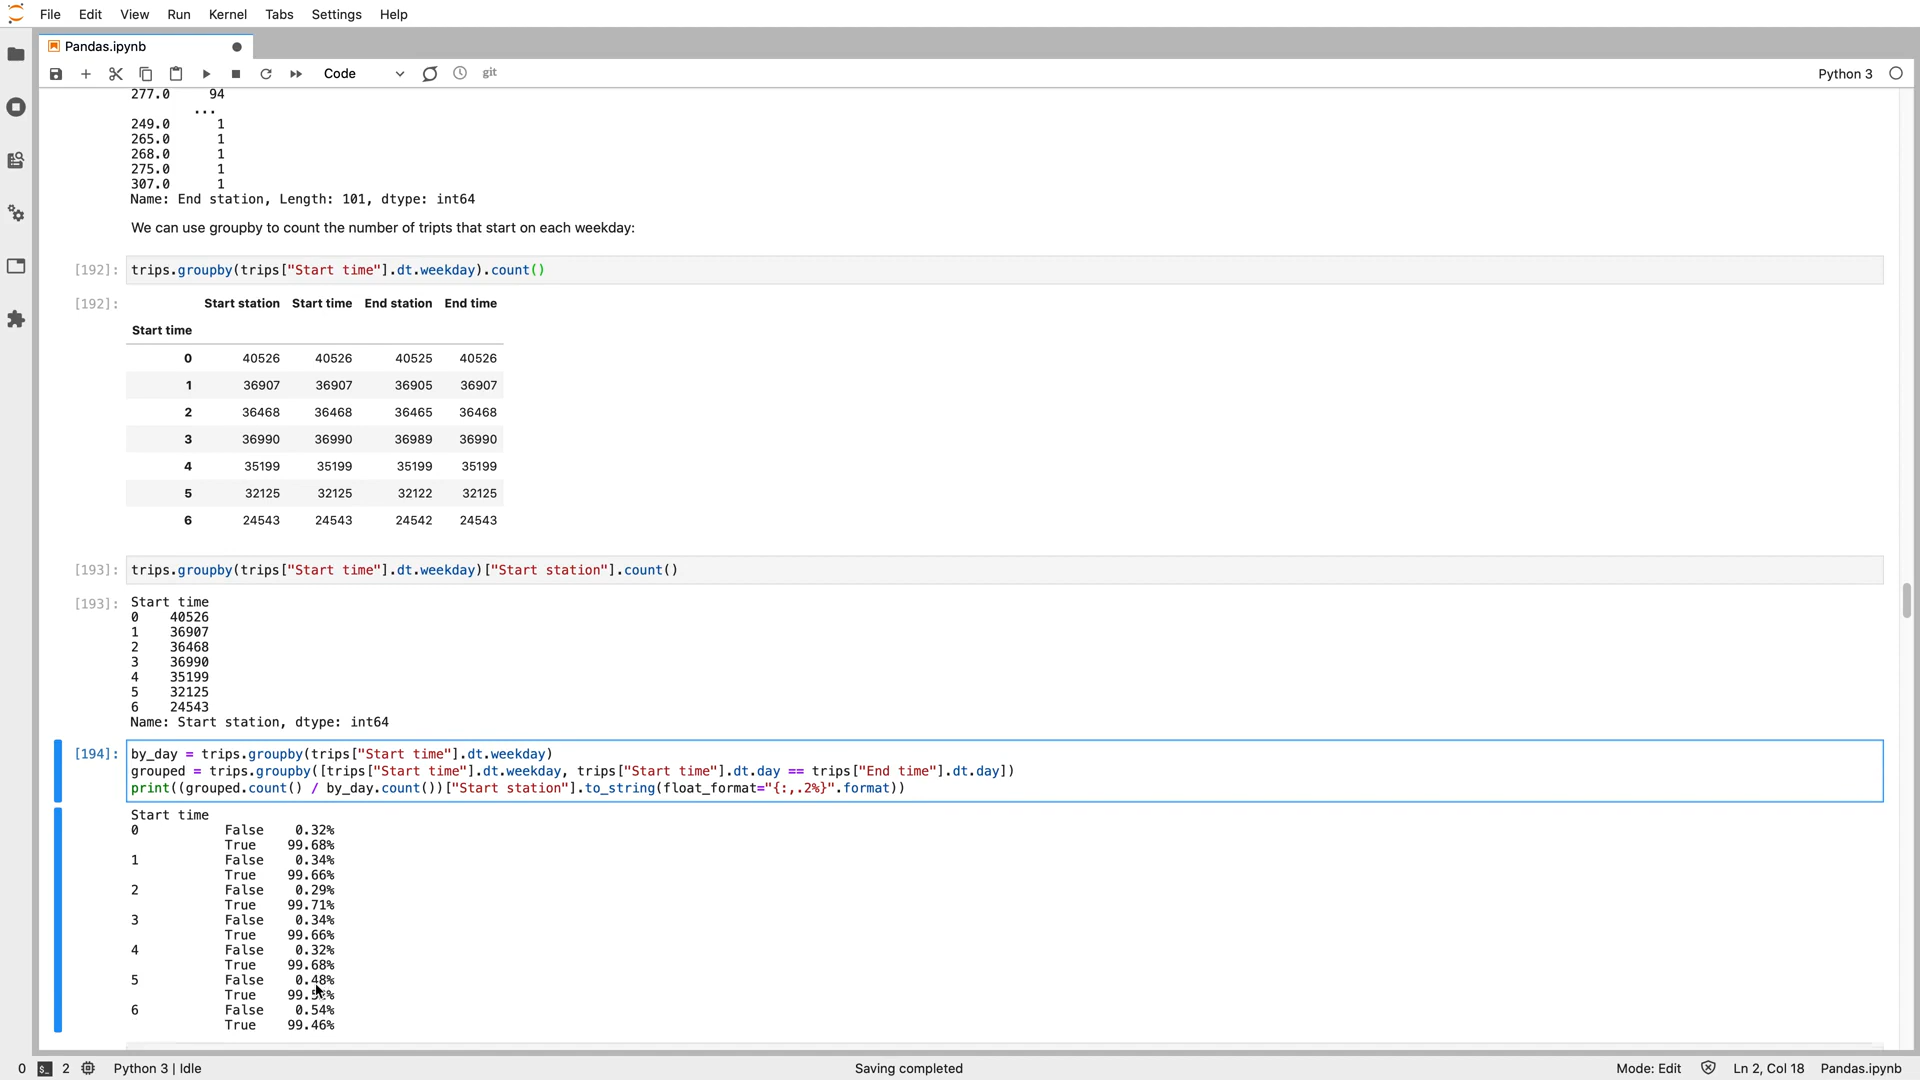 File Edit View Run Kernel Tabs Settings Help
Pandas.ipynb
Code git Python 3
277.0 94
...
249.0 1
265.0 1
268.0 1
275.0 1
307.0 1
Name: End station, Length: 101, dtype: int64
We can use groupby to count the number of tripts that start on each weekday:
[192]: trips.groupby(trips["Start time"].dt.weekday).count()
[192]: Start station Start time End station End time
Start time
0 40526 40526 40525 40526
1 36907 36907 36905 36907
2 36468 36468 36465 36468
3 36990 36990 36989 36990
4 35199 35199 35199 35199
5 32125 32125 32122 32125
6 24543 24543 24542 24543
[193]: trips.groupby(trips["Start time"].dt.weekday)["Start station"].count()
[193]: Start time
0 40526
1 36907
2 36468
3 36990
4 35199
5 32125
6 24543
Name: Start station, dtype: int64
[194]: by_day = trips.groupby(trips["Start time"].dt.weekday)
grouped = trips.groupby([trips["Start time"].dt.weekday, trips["Start time"].dt.day == trips["End time"].dt.day])
print((grouped.count() / by_day.count())["Start station"].to_string(float_format="{:,.2%}".format))
Start time
0 False 0.32%
True 99.68%
1 False 0.34%
True 99.66%
2 False 0.29%
True 99.71%
3 False 0.34%
True 99.66%
4 False 0.32%
True 99.68%
5 False 0.48%
True
6 False 0.54%
True 99.46%
0 2 Python 3 | Idle Saving completed Mode: Edit Ln 2, Col 18 Pandas.ipynb